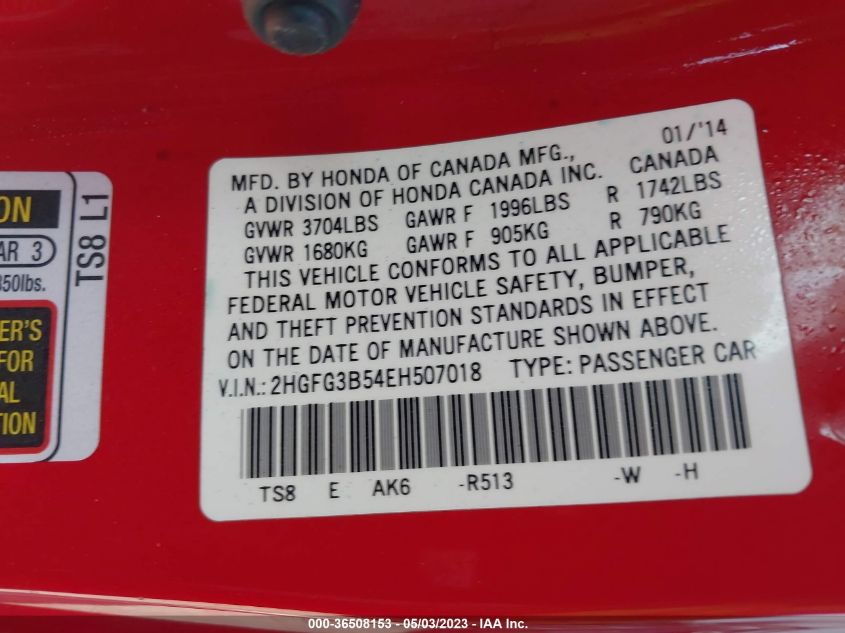 01/'14
MFD. BY HONDA OF CANADA MFG.,
A DIVISION OF HONDA CANADA INC. CANADA
GVWR 3704LBS GAWR F 1996LBS R 1742LBS
GVWR 1680KG GAWR F 905KG R 790KG
THIS VEHICLE CONFORMS TO ALL APPLICABLE
FEDERAL MOTOR VEHICLE SAFETY, BUMPER,
AND THEFT PREVENTION STANDARDS IN EFFECT
ON THE DATE OF MANUFACTURE SHOWN ABOVE.
V.I.N.: 2HGFG3B54EH507018 TYPE: PASSENGER CAR
TS8 E AK6 -R513 -W -H
ON
AR 3
350lbs.
ER'S
FOR
AL
TION
TS8 L1
000-36508153 - 05/03/2023 - IAA Inc.